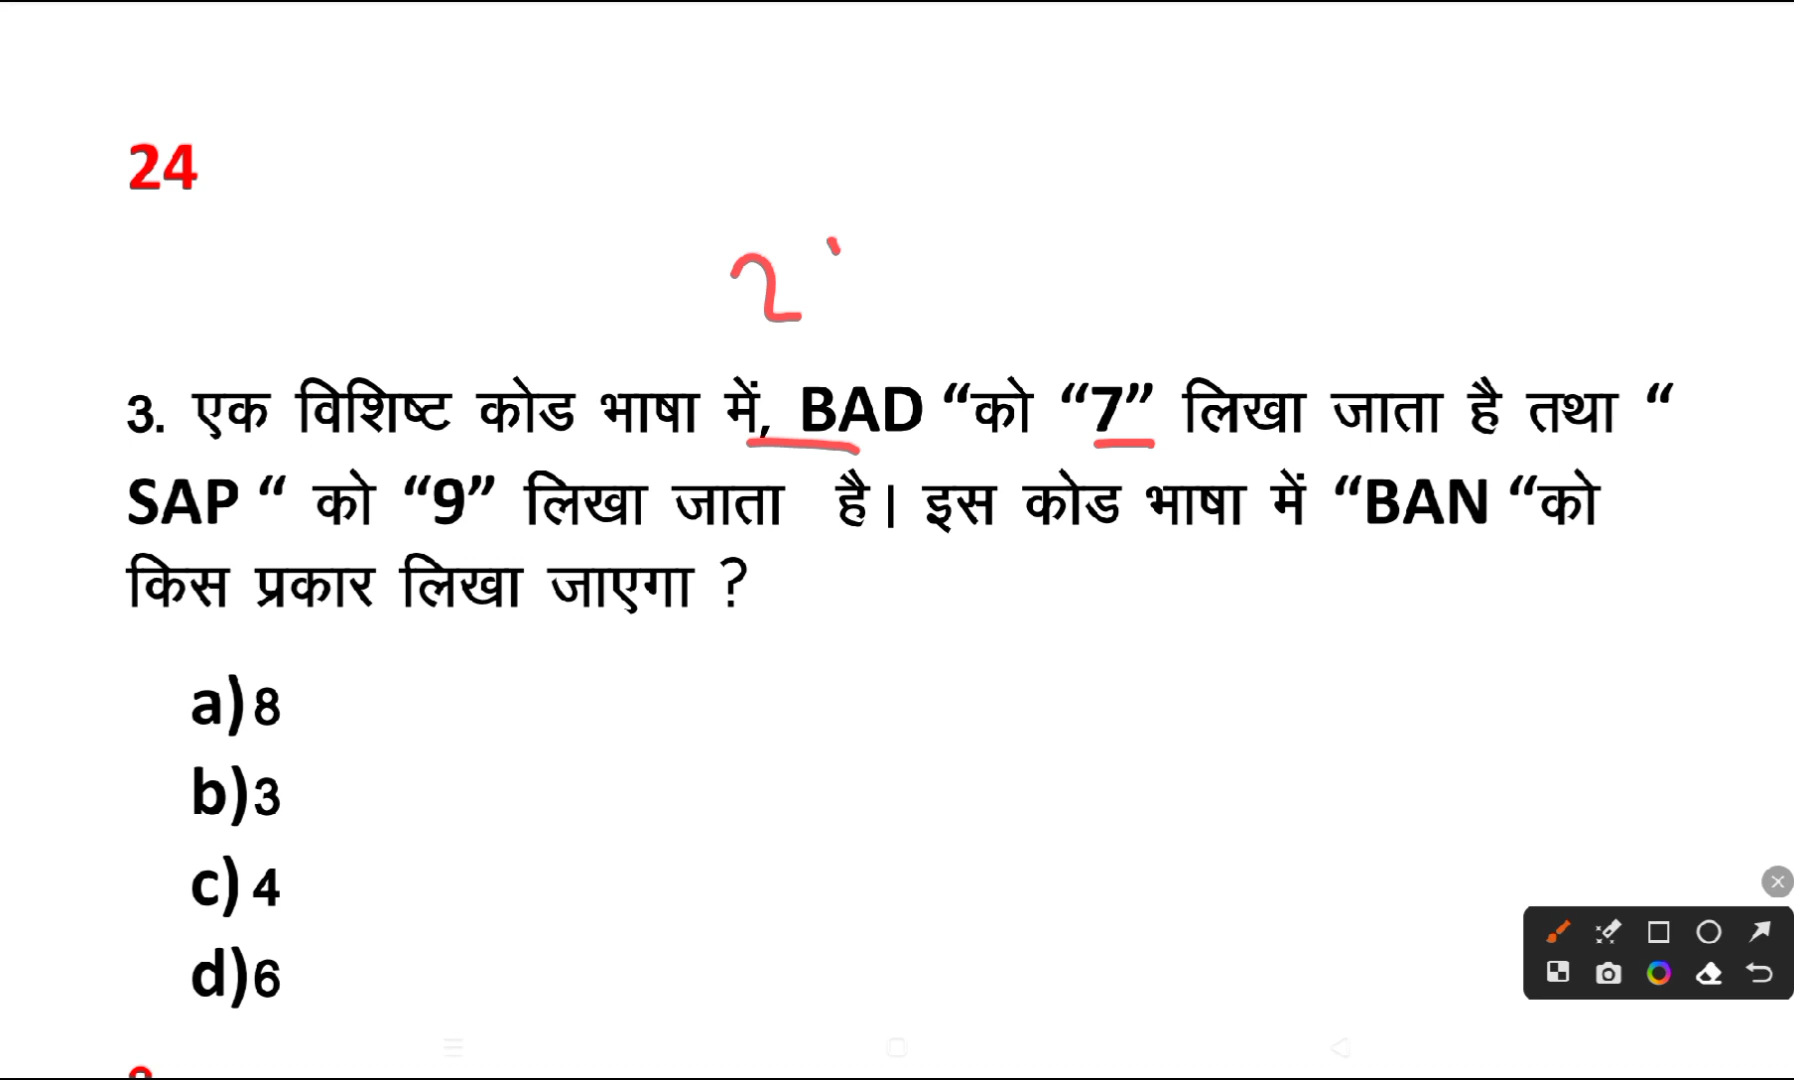 24
2
3. एक विशिष्ट कोड भाषा में, BAD “को “7” लिखा जाता है तथा “
SAP “ को “9” लिखा जाता है। इस कोड भाषा में “BAN “को
किस प्रकार लिखा जाएगा ?
a)8
b)3
c)4
d)6